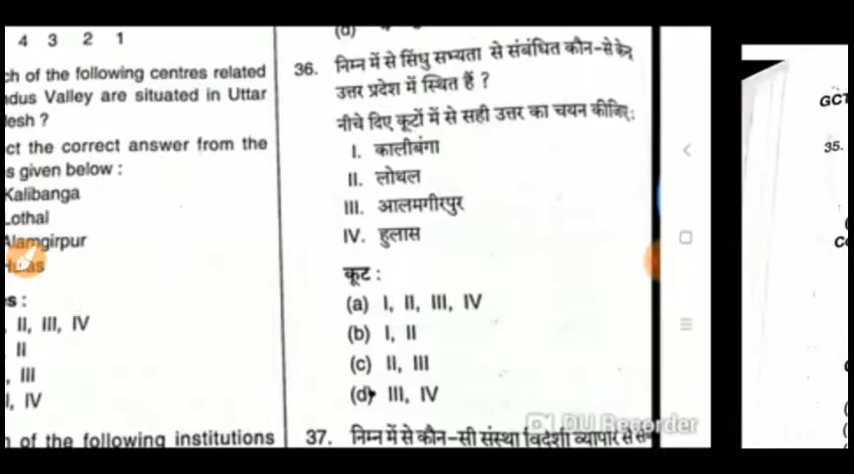 4 3 2 1
ch of the following centres related
ndus Valley are situated in Uttar
desh ?
ct the correct answer from the
s given below :
Kalibanga
Lothal
Alamgirpur
s :
, II, III, IV
II
, III
I, IV
of the following institutions
(d)
36. निम्न में से सिंधु सभ्यता से संबंधित कौन-से केन्द्र
उत्तर प्रदेश में स्थित हैं ?
नीचे दिए कूटों में से सही उत्तर का चयन कीजिए:
I. कालीबंगा
II. लोथल
III. आलमगीरपुर
IV. हुलास
कूट :
(a) I, II, III, IV
(b) I, II
(c) II, III
(d) III, IV
37. निम्न में से कौन-सी संस्था विदेशी व्यापार से
DU Recorder
GCT
35.